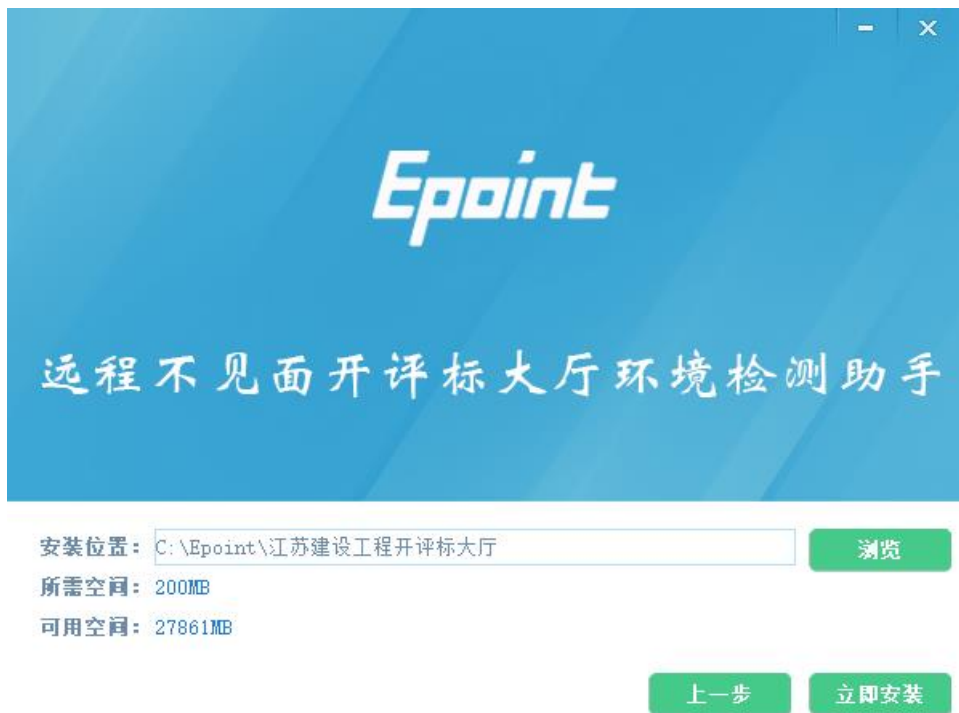 Epoint
远程不见面开评标大厅环境检测助手
安装位置： C:\Epoint\江苏建设工程开评标大厅 浏览
所需空间： 200MB
可用空间： 27861MB
上一步 立即安装